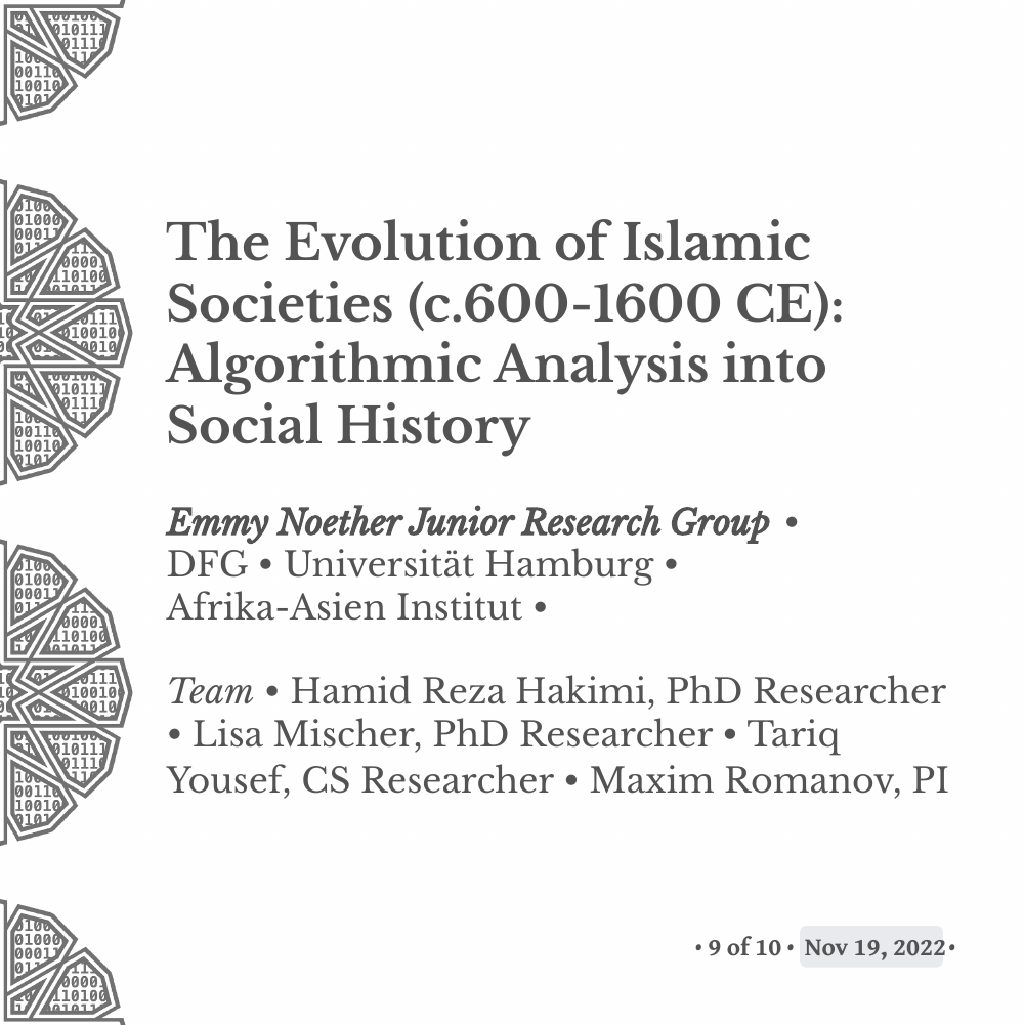 The Evolution of Islamic
Societies (c.600-1600 CE):
Algorithmic Analysis into
Social History
Emmy Noether Junior Research Group •
DFG • Universität Hamburg •
Afrika-Asien Institut •
Team • Hamid Reza Hakimi, PhD Researcher
• Lisa Mischer, PhD Researcher • Tariq
Yousef, CS Researcher • Maxim Romanov, PI
• 9 of 10 • Nov 19, 2022•